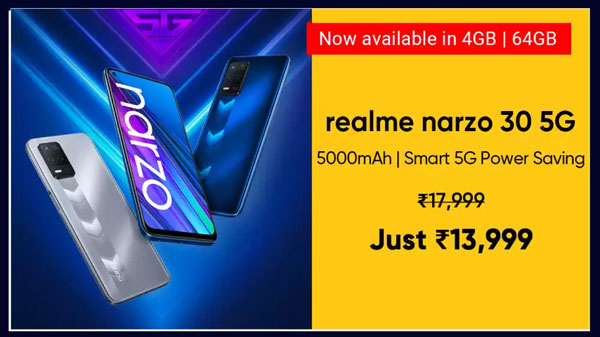 5G
narzo
Now available in 4GB | 64GB
realme narzo 30 5G
5000mAh | Smart 5G Power Saving
₹17,999
Just ₹13,999